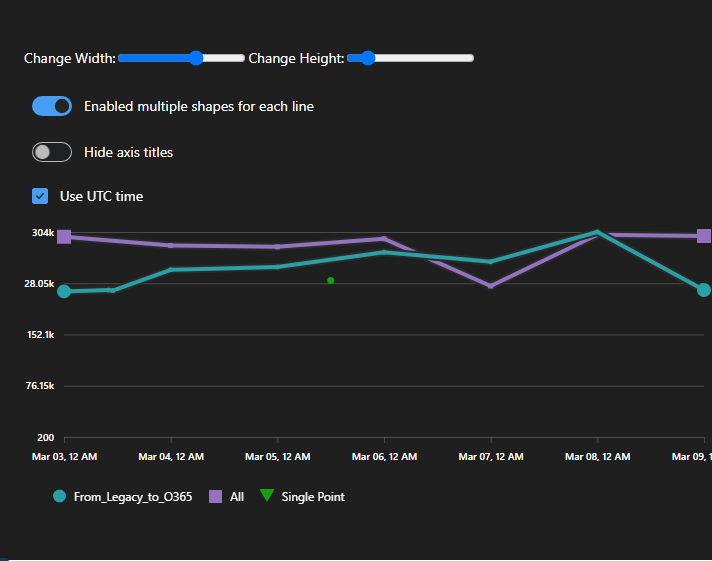 Change Width: Change Height:
Enabled multiple shapes for each line
Hide axis titles
Use UTC time
304k
28.05k
152.1k
76.15k
200
Mar 03, 12 AM Mar 04, 12 AM Mar 05, 12 AM Mar 06, 12 AM Mar 07, 12 AM Mar 08, 12 AM Mar 09, 1
From_Legacy_to_O365 All Single Point